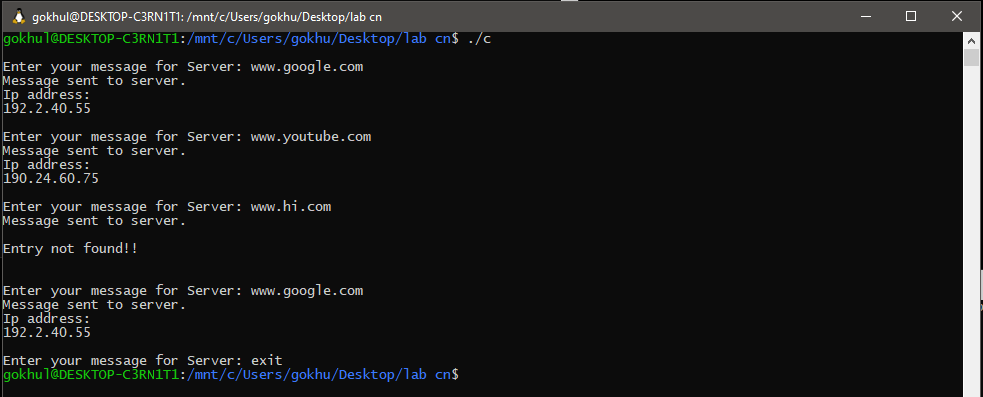 gokhul@DESKTOP-C3RN1T1: /mnt/c/Users/gokhu/Desktop/lab cn
gokhul@DESKTOP-C3RN1T1:/mnt/c/Users/gokhu/Desktop/lab cn$ ./c
Enter your message for Server: www.google.com
Message sent to server.
Ip address:
192.2.40.55
Enter your message for Server: www.youtube.com
Message sent to server.
Ip address:
190.24.60.75
Enter your message for Server: www.hi.com
Message sent to server.
Entry not found!!
Enter your message for Server: www.google.com
Message sent to server.
Ip address:
192.2.40.55
Enter your message for Server: exit
gokhul@DESKTOP-C3RN1T1:/mnt/c/Users/gokhu/Desktop/lab cn$